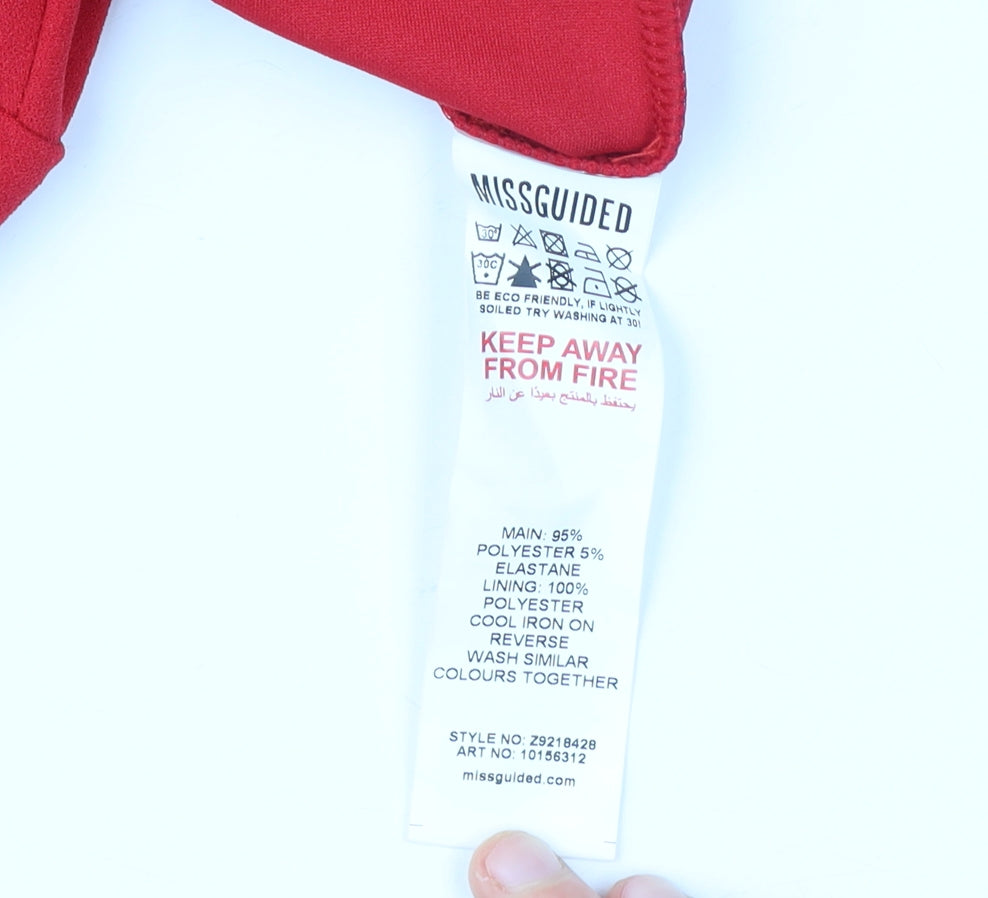 MISSGUIDED
30°
30C
BE ECO FRIENDLY, IF LIGHTLY
SOILED TRY WASHING AT 30!
KEEP AWAY
FROM FIRE
يحتفظ بالمنتج بعيدًا عن النار
MAIN: 95%
POLYESTER 5%
ELASTANE
LINING: 100%
POLYESTER
COOL IRON ON
REVERSE
WASH SIMILAR
COLOURS TOGETHER
STYLE NO: Z9218428
ART NO: 10156312
missguided.com